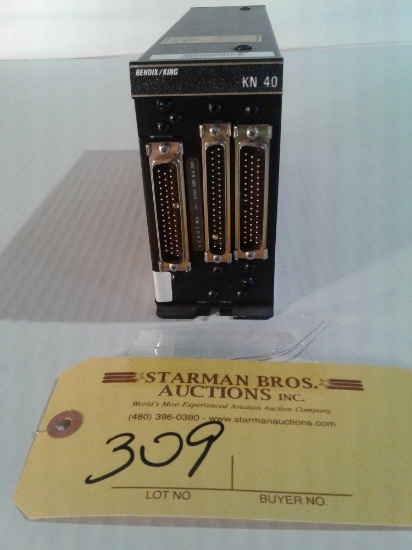 BENDIX/KING
KN 40
STARMAN BROS.
AUCTIONS INC.
World's Most Experienced Aviation Auction Company
(480) 396-0380 - www.starmanauctions.com
309
LOT NO.
BUYER NO.